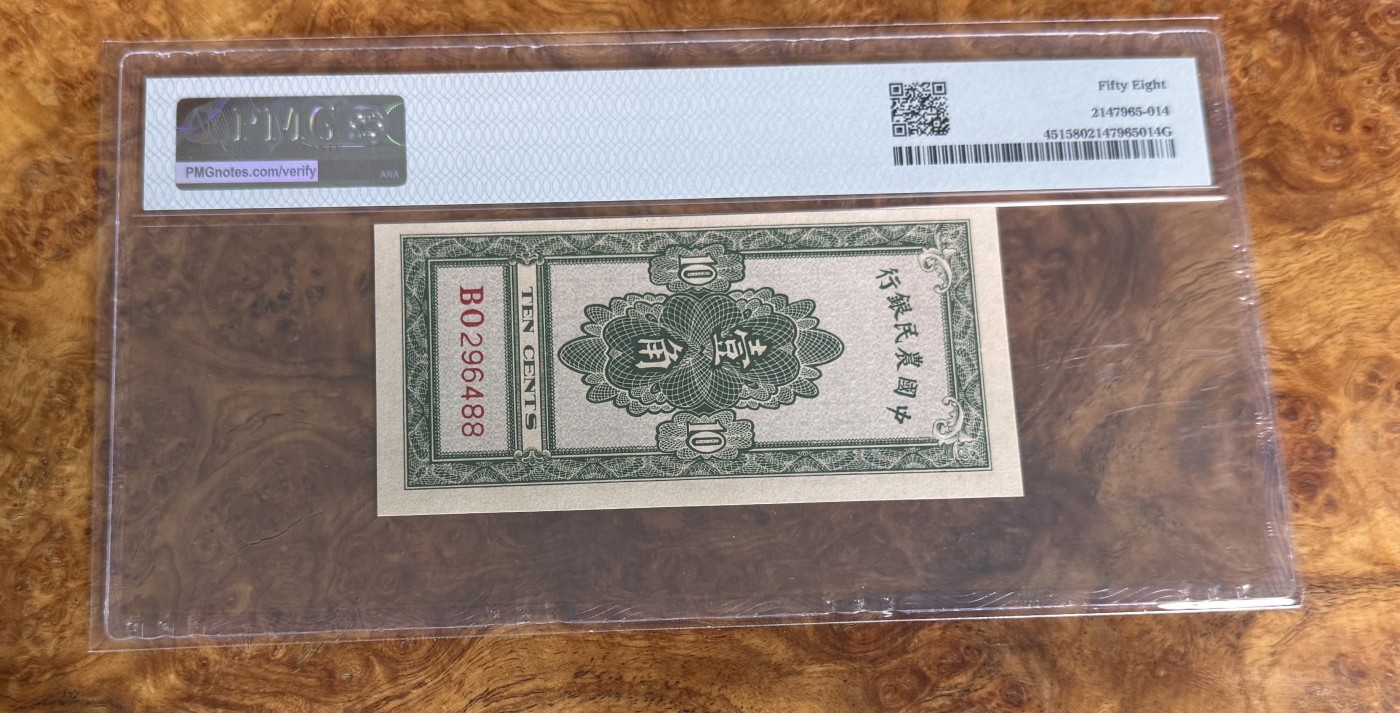 PMG
PMGnotes.com/verify
ANA
Fifty Eight
2147965-014
4515802147965014G
中國農民銀行
10
壹角
10
TEN CENTS
B0296488